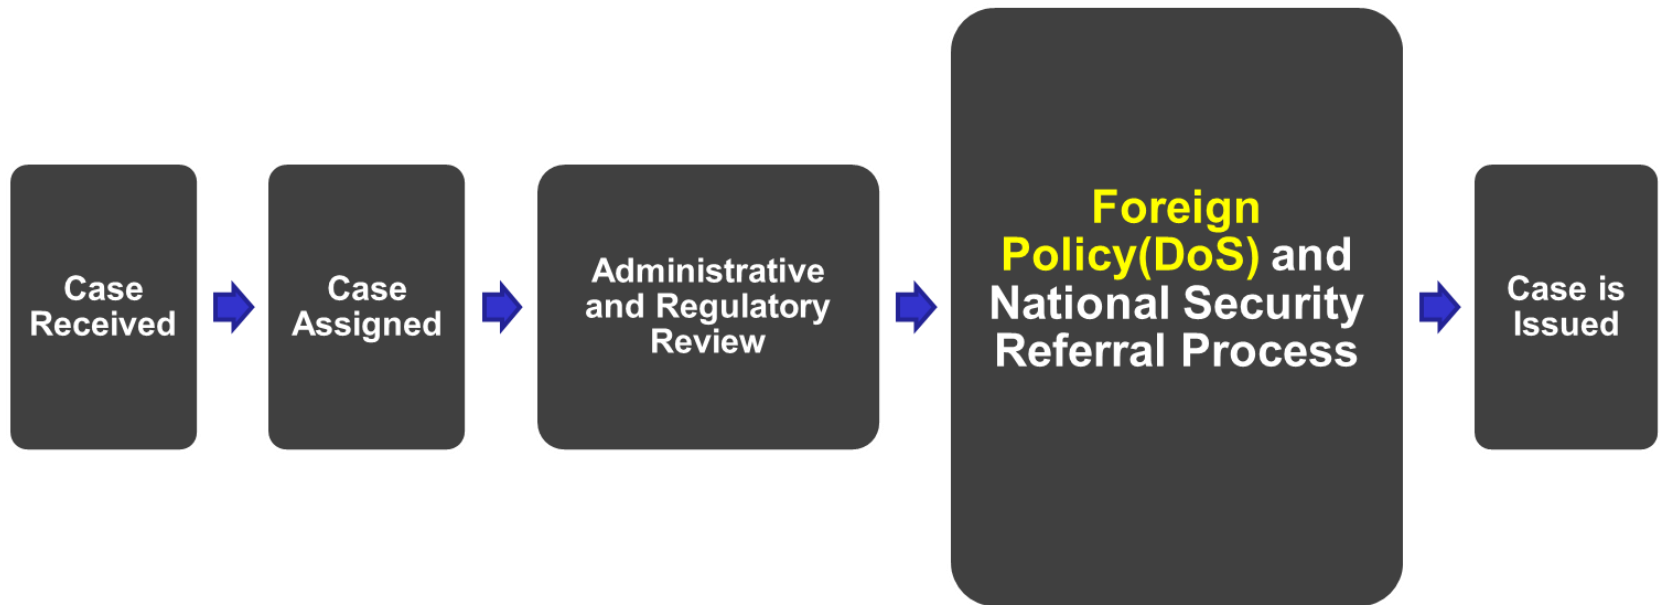 Case
Received
Case
Assigned
Administrative
and Regulatory
Review
Foreign
Policy(DoS) and
National Security
Referral Process
Case is
Issued